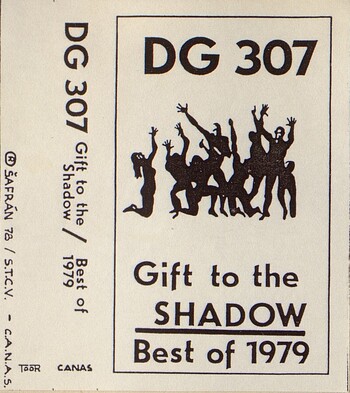 DG 307
Gift to the
SHADOW
Best of 1979
DG 307 Gift to the Shadow / Best of 1979
Ⓡ ŠAFRÁN 78 / S.T.C.V. - C.A.N.A.S.
TOOR CANAS